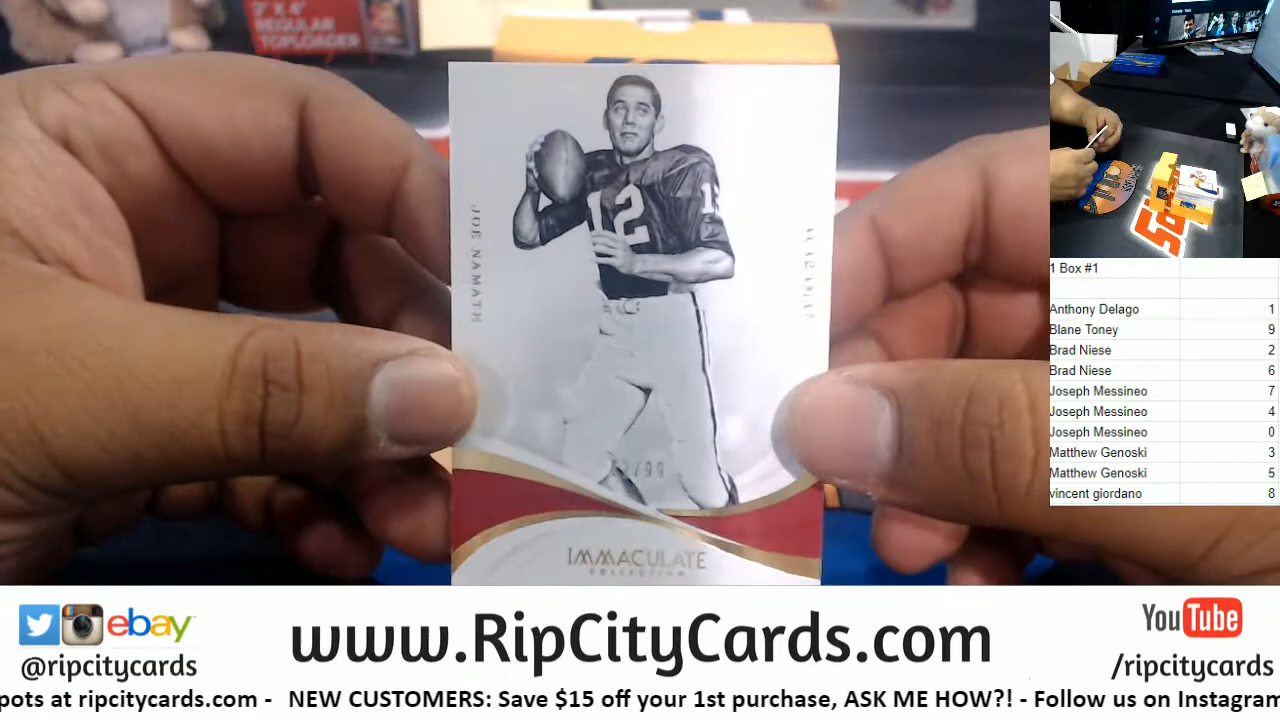 3" X 4"
REGULAR
TOPLOADER
JOE NAMATH
12
/99
IMMACULATE
COLLECTION
1 Box #1
Anthony Delago 1
Blane Toney 9
Brad Niese 2
Brad Niese 6
Joseph Messineo 7
Joseph Messineo 4
Joseph Messineo 0
Matthew Genoski 3
Matthew Genoski 5
vincent giordano 8
ebay
@ripcitycards
www.RipCityCards.com
YouTube
/ripcitycards
pots at ripcitycards.com - NEW CUSTOMERS: Save $15 off your 1st purchase, ASK ME HOW?! - Follow us on Instagram